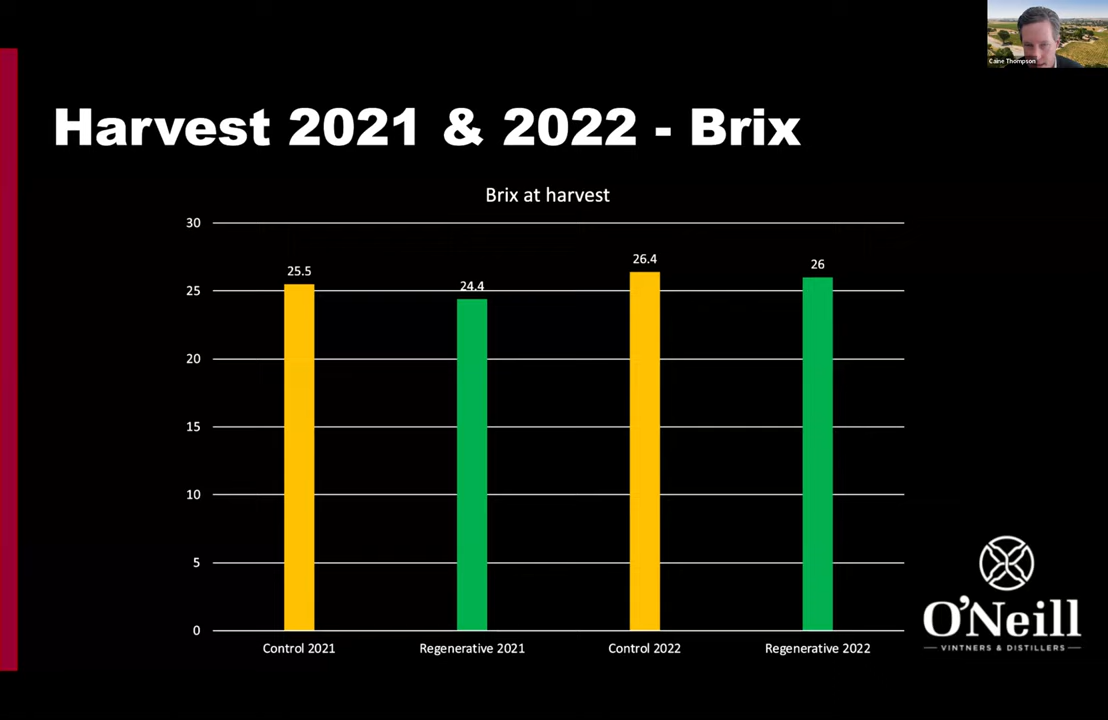 Caine Thompson
Harvest 2021 & 2022 - Brix
Brix at harvest
30
25
20
15
10
5
0
25.5
24.4
26.4
26
Control 2021
Regenerative 2021
Control 2022
Regenerative 2022
O'Neill
VINTNERS & DISTILLERS